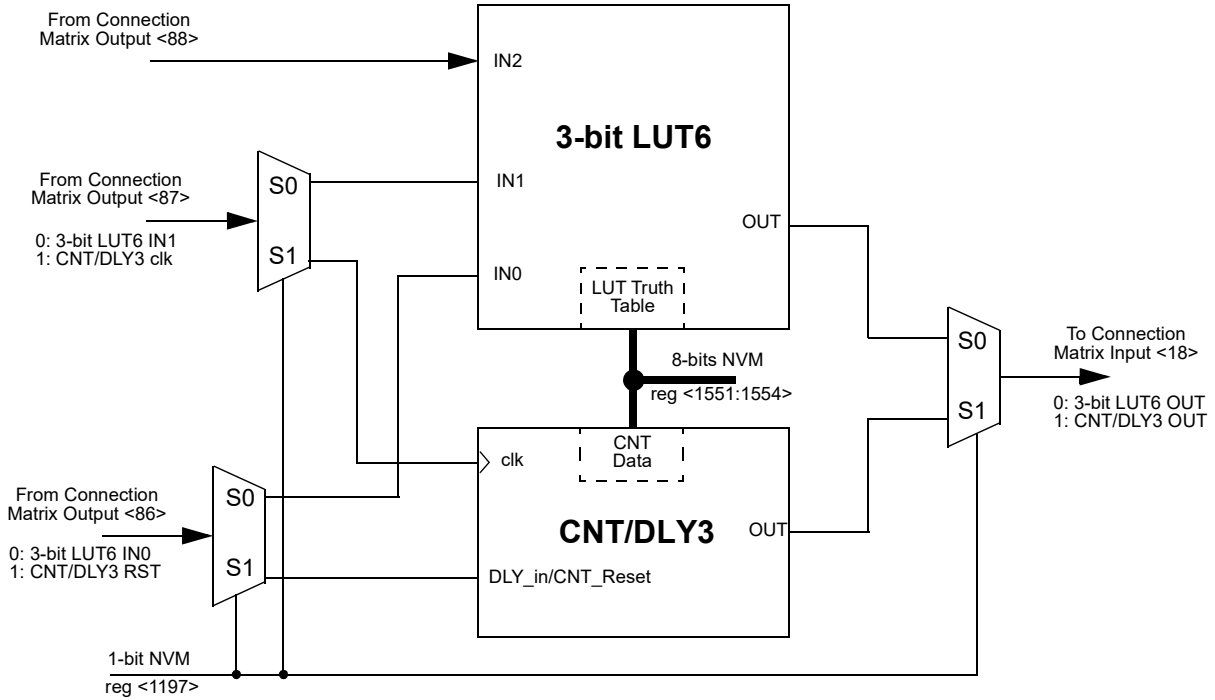 From Connection
Matrix Output <88>
IN2
3-bit LUT6
From Connection
Matrix Output <87>
S0
IN1
0: 3-bit LUT6 IN1
1: CNT/DLY3 clk
S1
OUT
IN0
LUT Truth
Table
S0
To Connection
Matrix Input <18>
8-bits NVM
reg <1551:1554>
S1
0: 3-bit LUT6 OUT
1: CNT/DLY3 OUT
CNT
Data
clk
From Connection
Matrix Output <86>
S0
CNT/DLY3
OUT
0: 3-bit LUT6 IN0
1: CNT/DLY3 RST
S1
DLY_in/CNT_Reset
1-bit NVM
reg <1197>